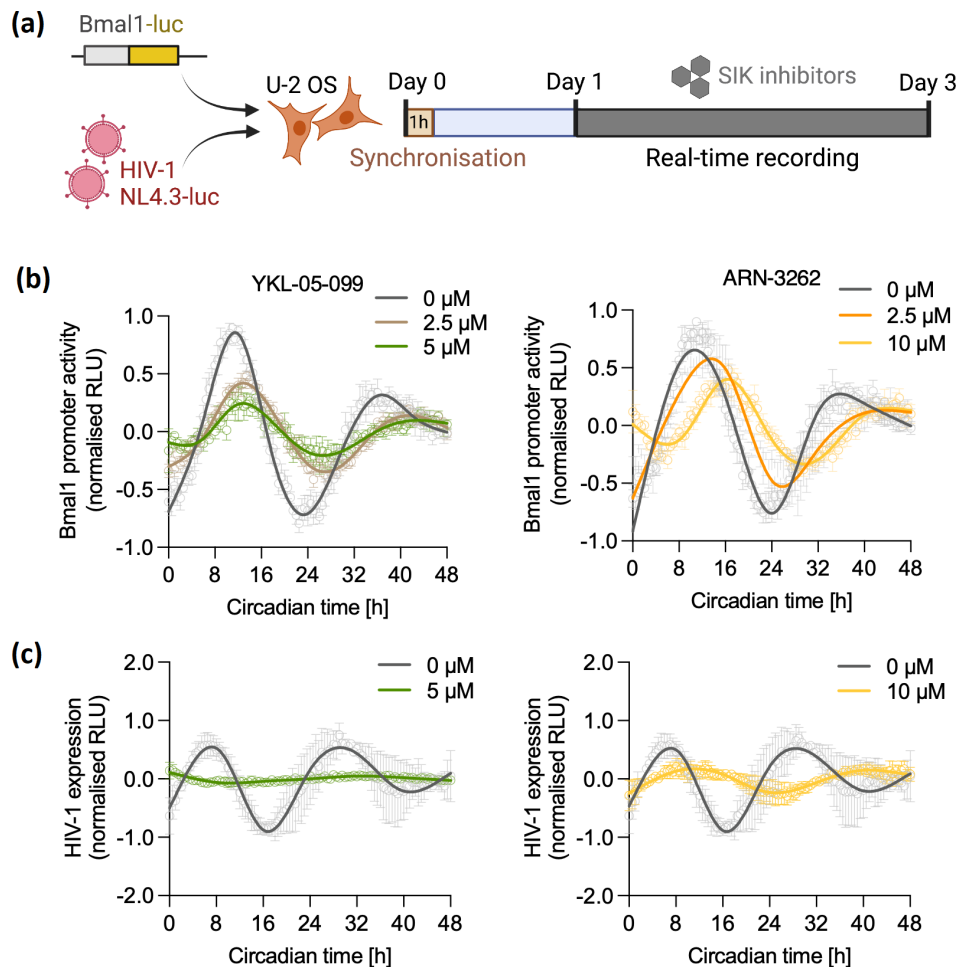 (a)
Bmal1-luc
HIV-1
NL4.3-luc
U-2 OS
Day 0
Day 1
SIK inhibitors
Day 3
1h
Synchronisation
Real-time recording
(b)
YKL-05-099
0 µM
2.5 µM
5 µM
Bmal1 promoter activity
(normalised RLU)
1.0
0.5
0.0
-0.5
-1.0
0 8 16 24 32 40 48
Circadian time [h]
ARN-3262
0 µM
2.5 µM
10 µM
Bmal1 promoter activity
(normalised RLU)
1.0
0.5
0.0
-0.5
-1.0
0 8 16 24 32 40 48
Circadian time [h]
(c)
0 µM
5 µM
HIV-1 expression
(normalised RLU)
2.0
1.0
0.0
-1.0
-2.0
0 8 16 24 32 40 48
Circadian time [h]
0 µM
10 µM
HIV-1 expression
(normalised RLU)
2.0
1.0
0.0
-1.0
-2.0
0 8 16 24 32 40 48
Circadian time [h]